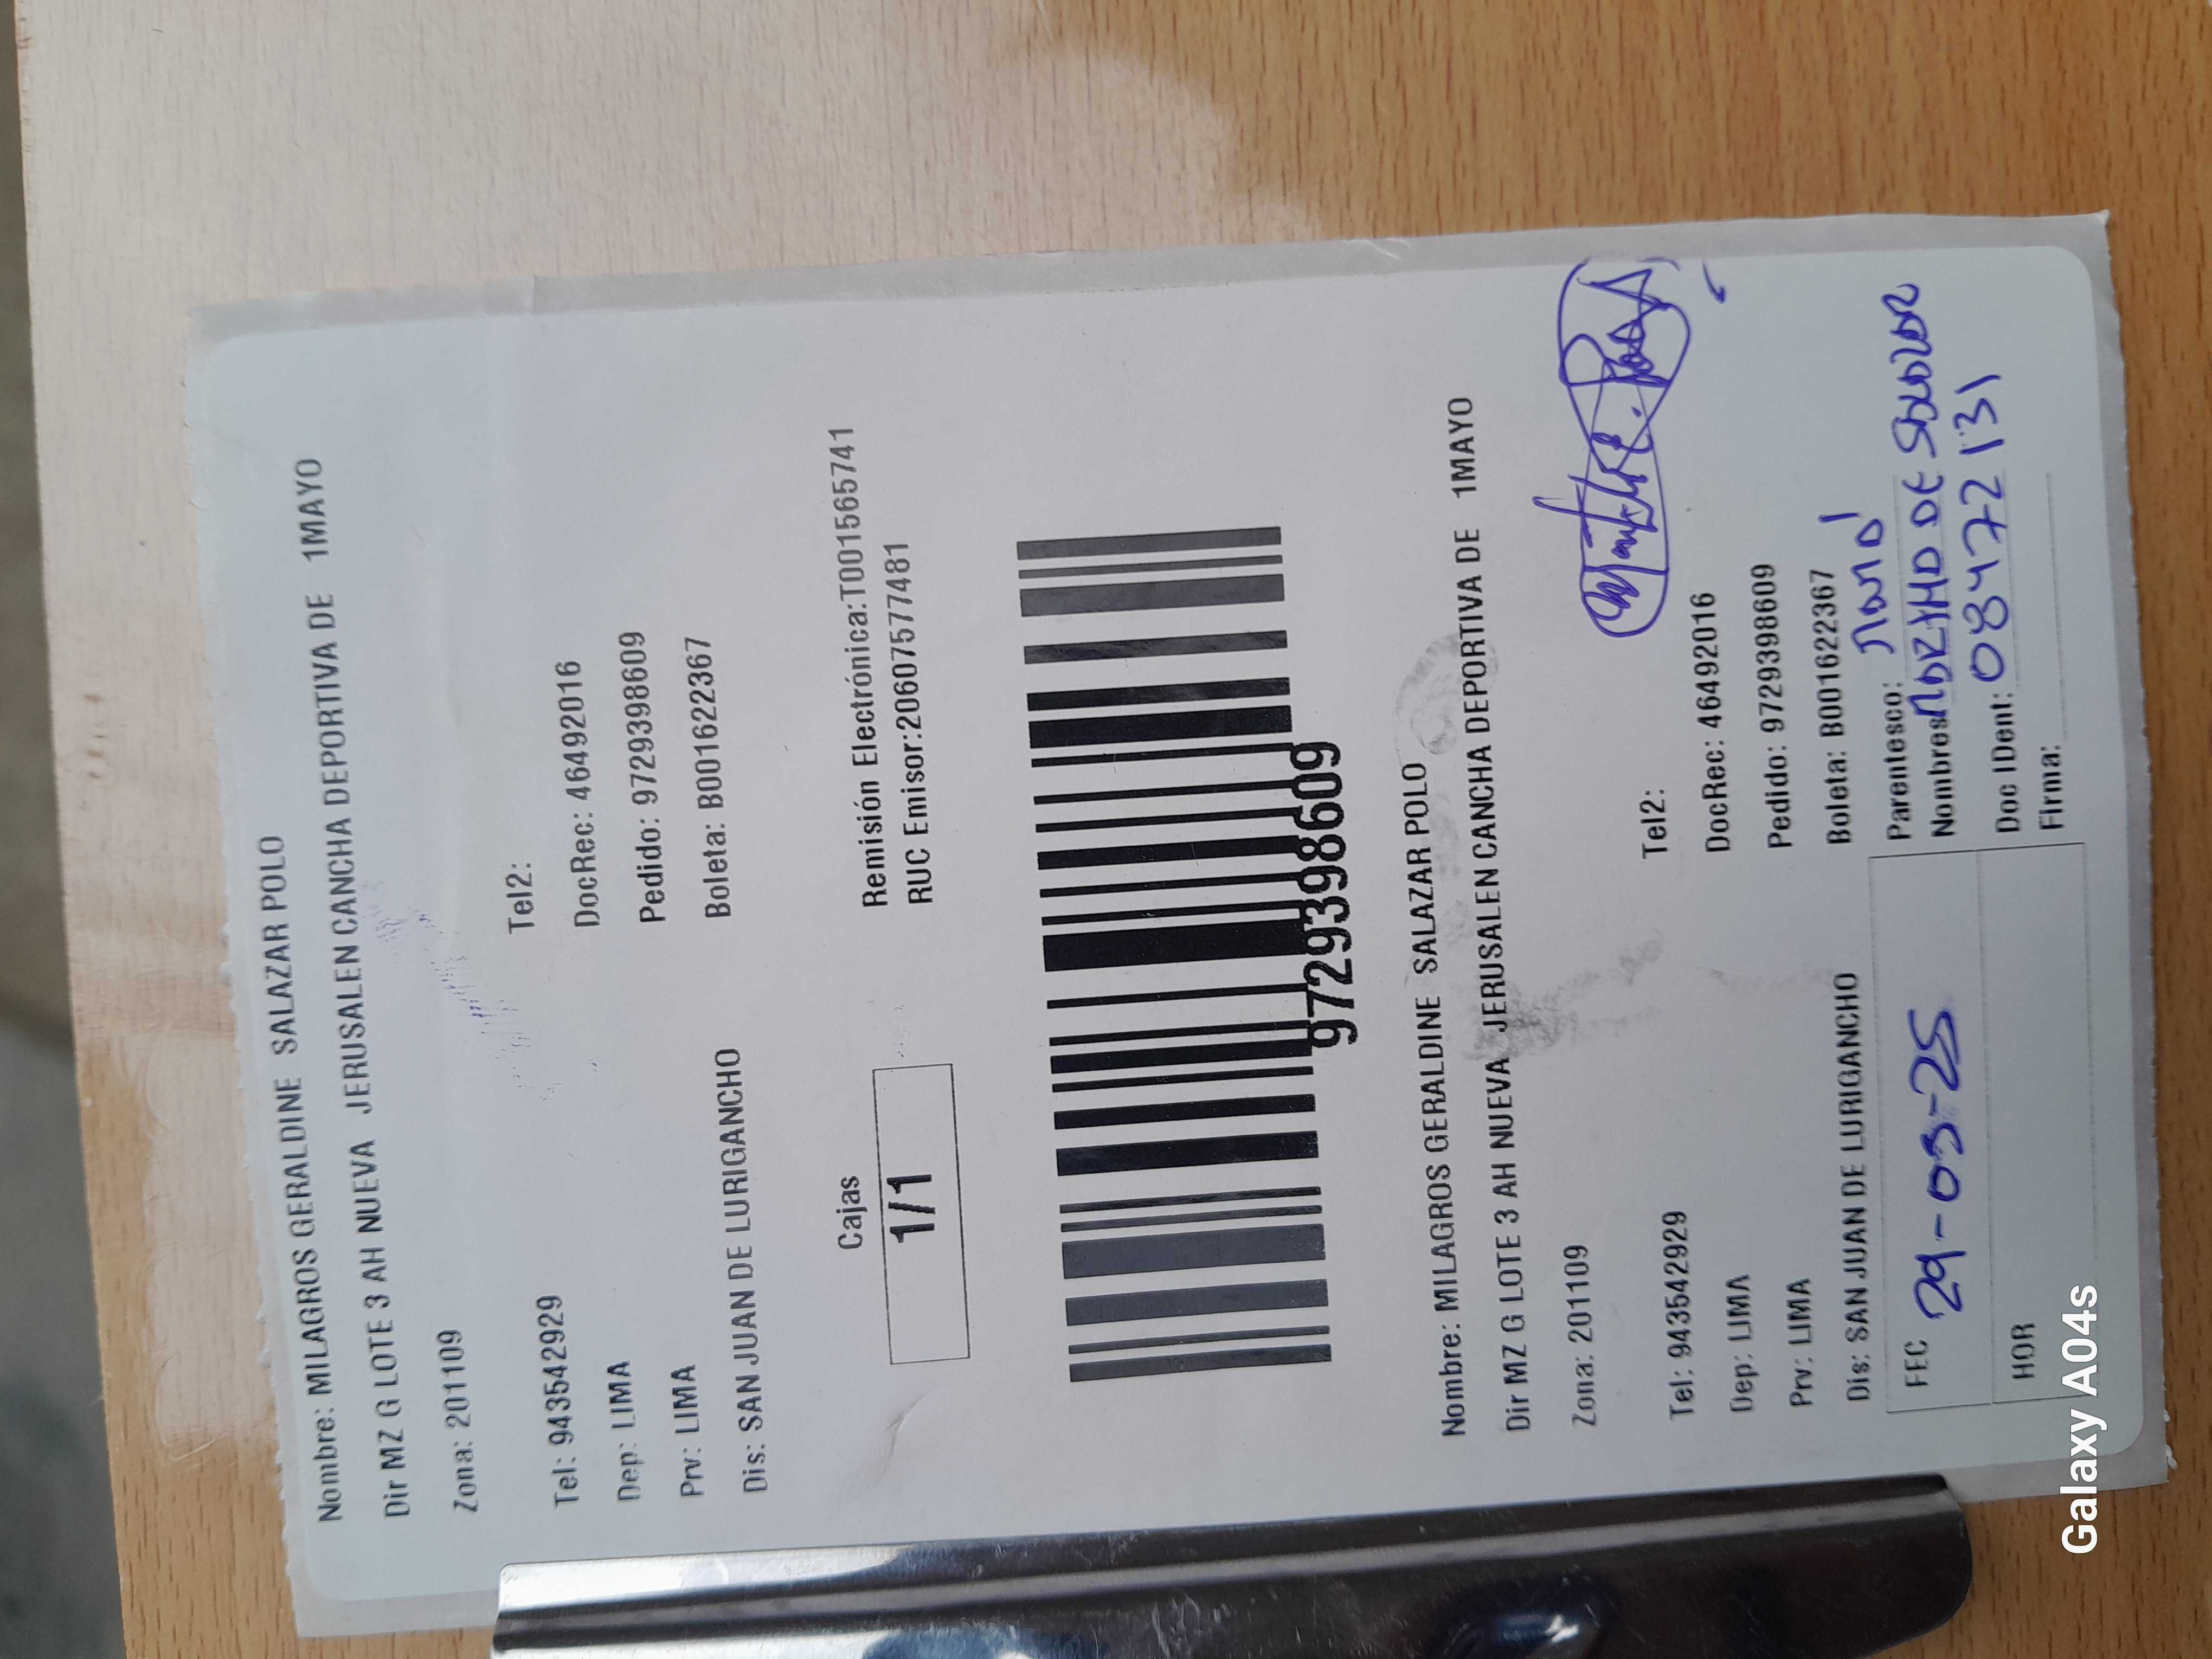 Nombre: MILAGROS GERALDINE SALAZAR POLO
Dir MZ G LOTE 3 AH NUEVA JERUSALEN CANCHA DEPORTIVA DE 1MAYO
Zona: 201109
Tel: 943542929 Tel2:
Dep: LIMA DocRec: 46492016
Prv: LIMA Pedido: 9729398609
Dis: SAN JUAN DE LURIGANCHO Boleta: B001622367
Cajas
1/1
Remisión Electrónica:T001565741
RUC Emisor:20607577481
9729398609
Nombre: MILAGROS GERALDINE SALAZAR POLO
Dir MZ G LOTE 3 AH NUEVA JERUSALEN CANCHA DEPORTIVA DE 1MAYO
Zona: 201109
Tel: 943542929 Tel2:
Dep: LIMA DocRec: 46492016
Prv: LIMA Pedido: 9729398609
Dis: SAN JUAN DE LURIGANCHO Boleta: B001622367
FEC 29-03-25
HOR
Parentesco:
Nombres: DE
Doc IDent: 08472131
Firma:
Galaxy A04s